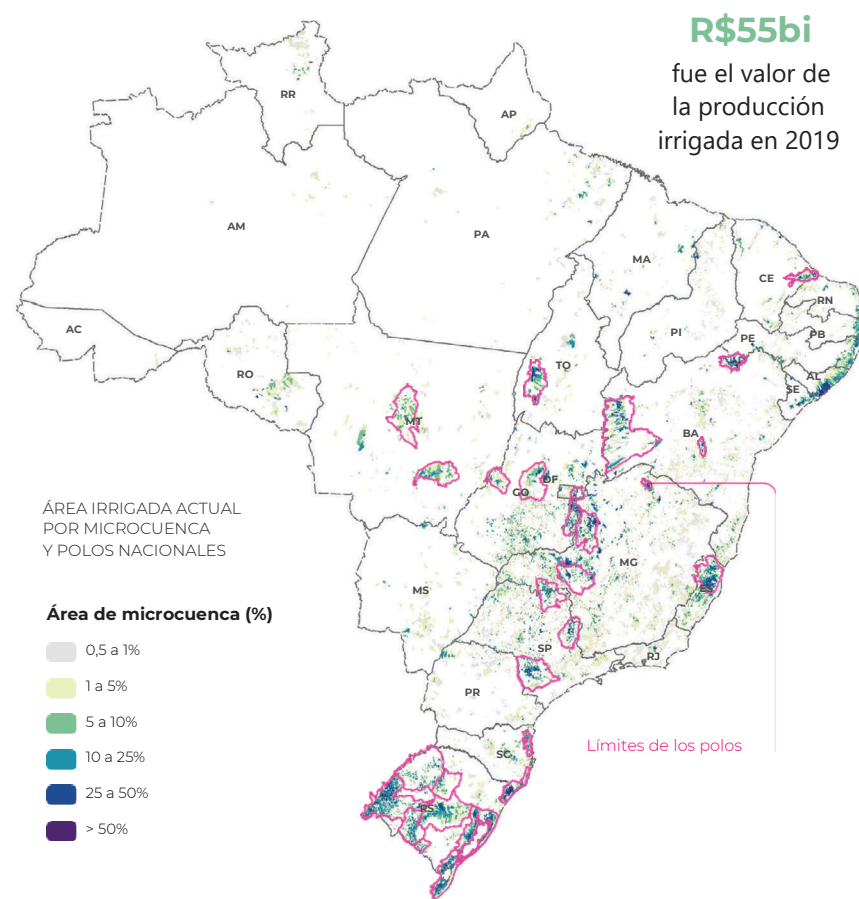 R$55bi
fue el valor de
la producción
irrigada en 2019
RR
AP
AM
PA
MA
CE
RN
AC
PI
PE
PB
RO
TO
AL
SE
MT
BA
GO
DF
ÁREA IRRIGADA ACTUAL
POR MICROCUENCA
Y POLOS NACIONALES
MG
MS
ES
Área de microcuenca (%)
0,5 a 1%
SP
RJ
1 a 5%
PR
5 a 10%
Límites de los polos
SC
10 a 25%
25 a 50%
RS
> 50%